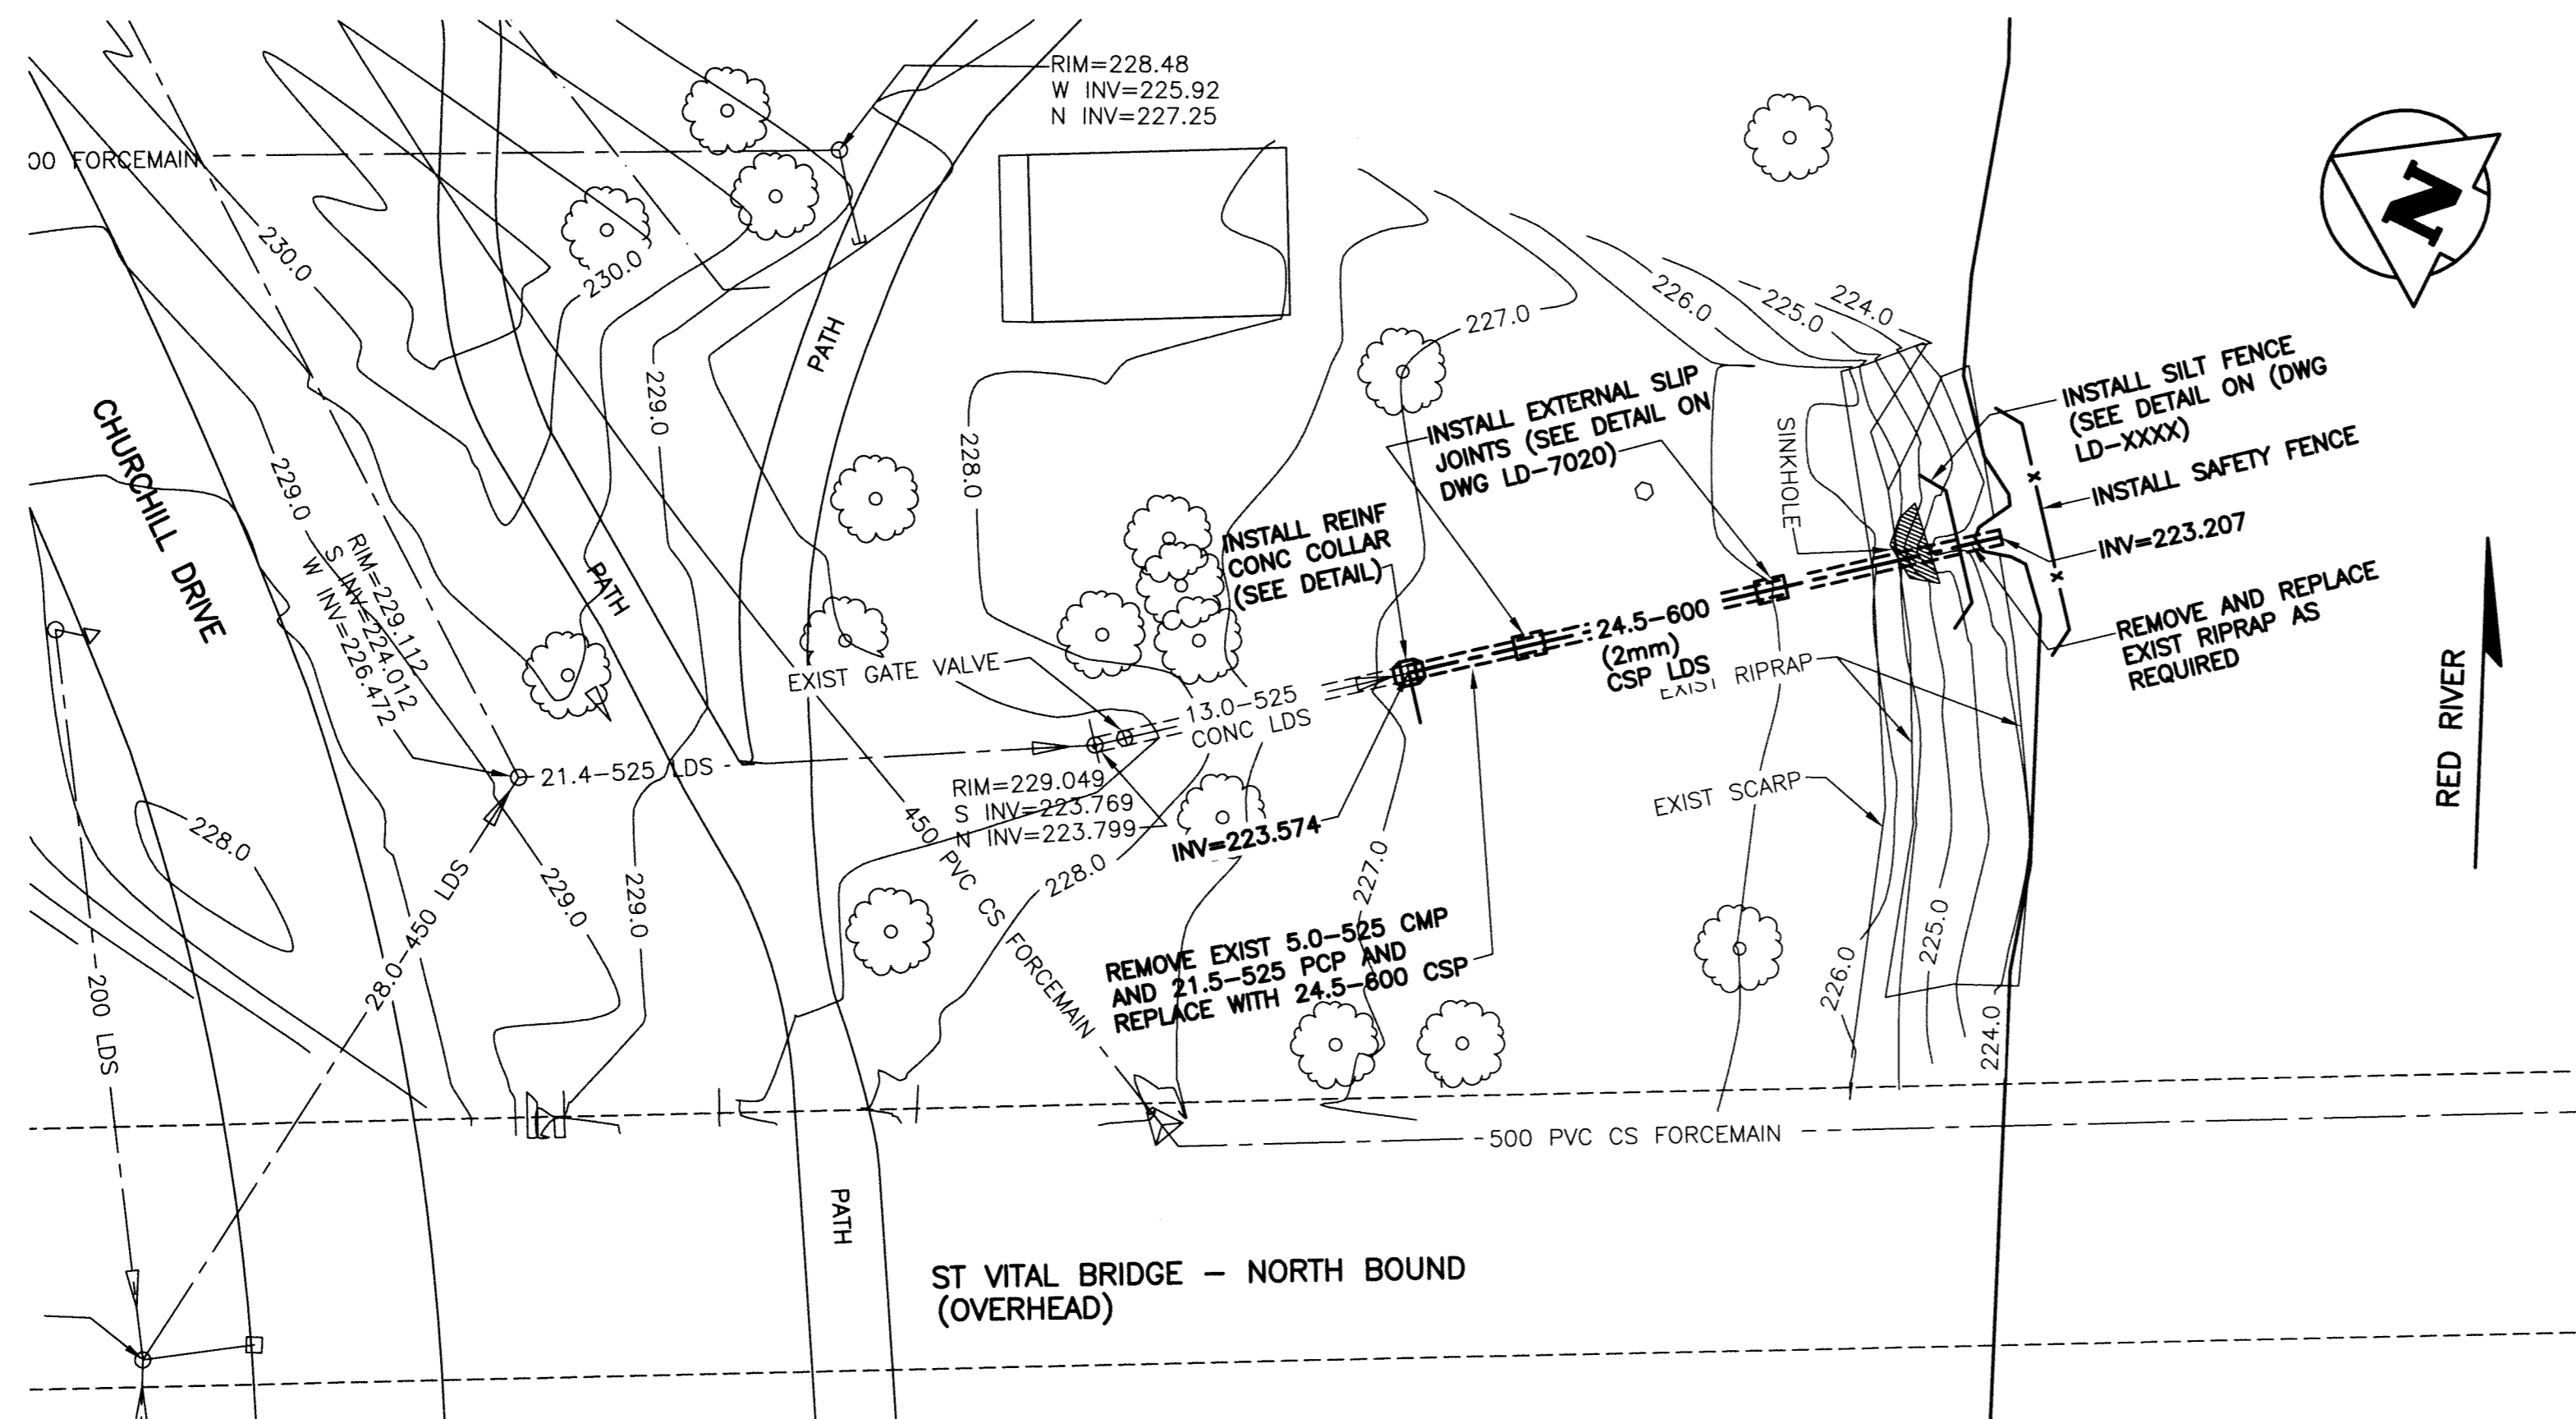 RIM=228.48
W INV=225.92
N INV=227.25
00 FORCEMAIN
N
230.0
230.0
PATH
226.0
225.0
224.0
227.0
INSTALL SILT FENCE
(SEE DETAIL ON (DWG
LD-XXXX)
INSTALL EXTERNAL SLIP
JOINTS (SEE DETAIL ON
DWG LD-7020)
CHURCHILL DRIVE
229.0
229.0
228.0
SINKHOLE
INSTALL SAFETY FENCE
INV=223.207
INSTALL REINF
CONC COLLAR
(SEE DETAIL)
RIM=229.112
S INV=224.012
W INV=226.472
PATH
24.5-600
(2mm)
CSP LDS
REMOVE AND REPLACE
EXIST RIPRAP AS
REQUIRED
EXIST GATE VALVE
EXIST RIPRAP
13.0-525
CONC LDS
RED RIVER
21.4-525 LDS
RIM=229.049
S INV=223.769
N INV=223.799
EXIST SCARP
INV=223.574
228.0
450 PVC CS FORCEMAIN
228.0
227.0
28.0-450 LDS
229.0
229.0
REMOVE EXIST 5.0-525 CMP
AND 21.5-525 PCP AND
REPLACE WITH 24.5-600 CSP
226.0
225.0
224.0
200 LDS
500 PVC CS FORCEMAIN
PATH
ST VITAL BRIDGE – NORTH BOUND
(OVERHEAD)